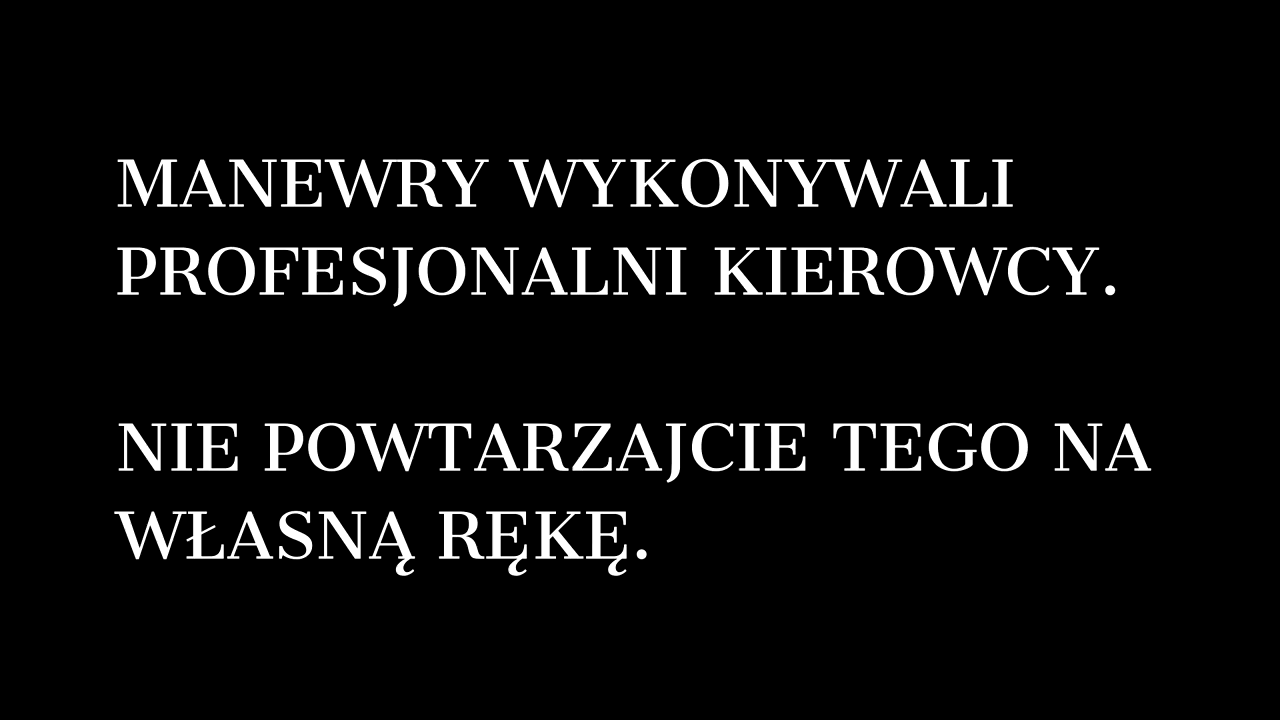 MANEWRY WYKONYWALI
PROFESJONALNI KIEROWCY.
NIE POWTARZAJCIE TEGO NA
WŁASNĄ RĘKĘ.